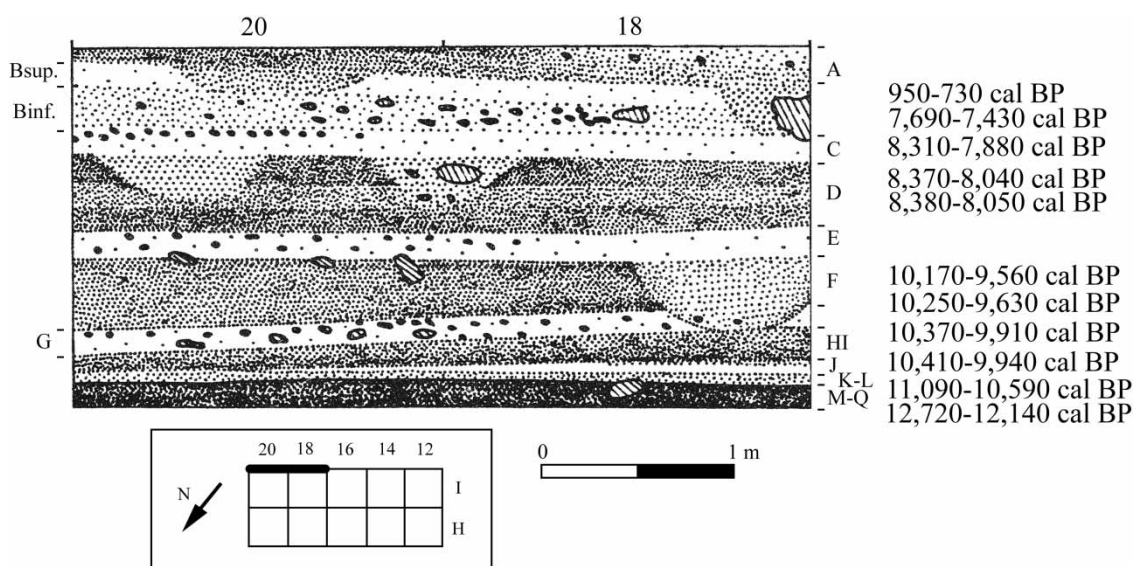 20 18
Bsup.
Binf.
G
A
C
D
E
F
HI
J
K-L
M-Q
950-730 cal BP
7,690-7,430 cal BP
8,310-7,880 cal BP
8,370-8,040 cal BP
8,380-8,050 cal BP
10,170-9,560 cal BP
10,250-9,630 cal BP
10,370-9,910 cal BP
10,410-9,940 cal BP
11,090-10,590 cal BP
12,720-12,140 cal BP
20 18 16 14 12
N
I
H
0 1 m